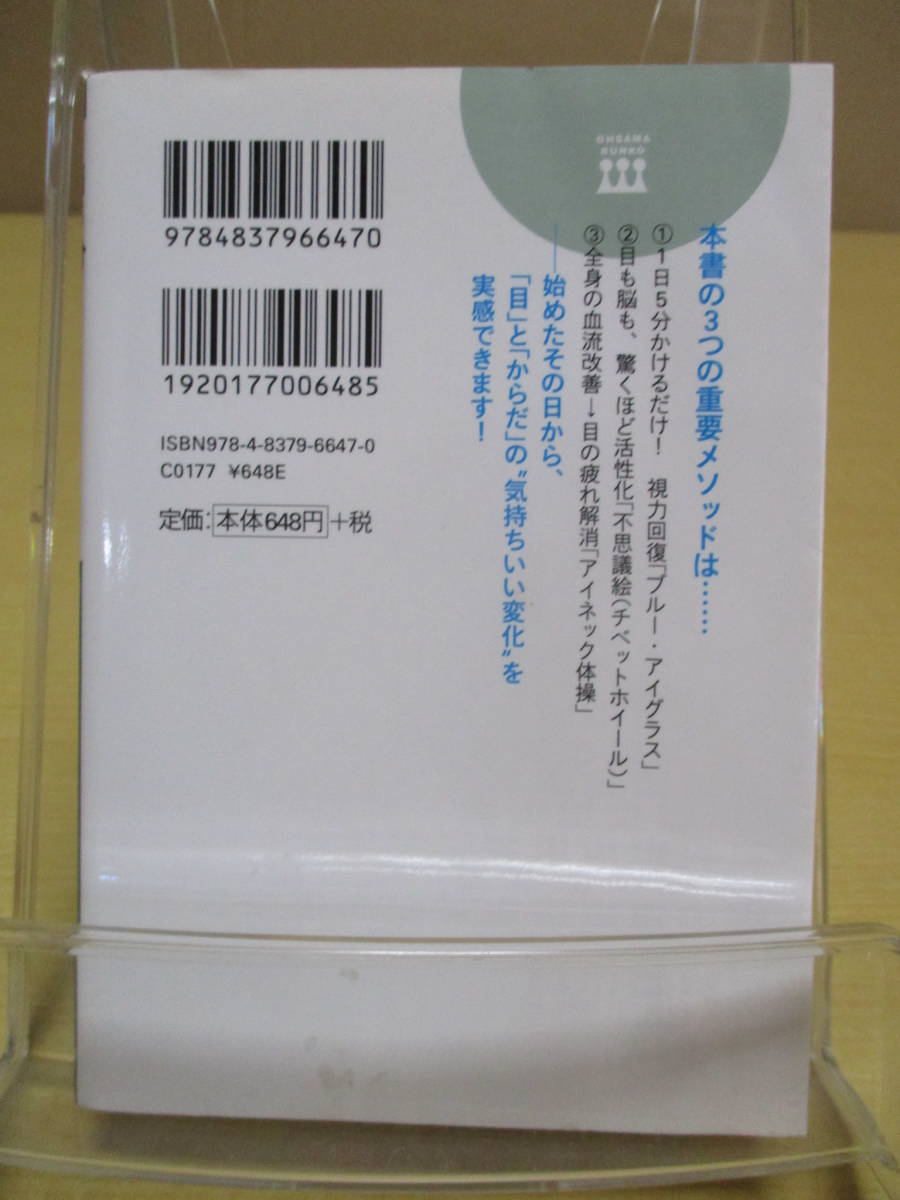 OHSAMA
BUNKO
本書の3つの重要メソッドは……
①1日5分かけるだけ！　視力回復「ブルー・アイグラス」
②目も脳も、驚くほど活性化「不思議絵（チベットホイール）」
③全身の血流改善→目の疲れ解消「アイネック体操」
――始めたその日から、
「目」と「からだ」の〝気持ちいい変化〟を
実感できます！
9784837966470
1920177006485
ISBN978-4-8379-6647-0
C0177 ¥648E
定価：本体648円+税